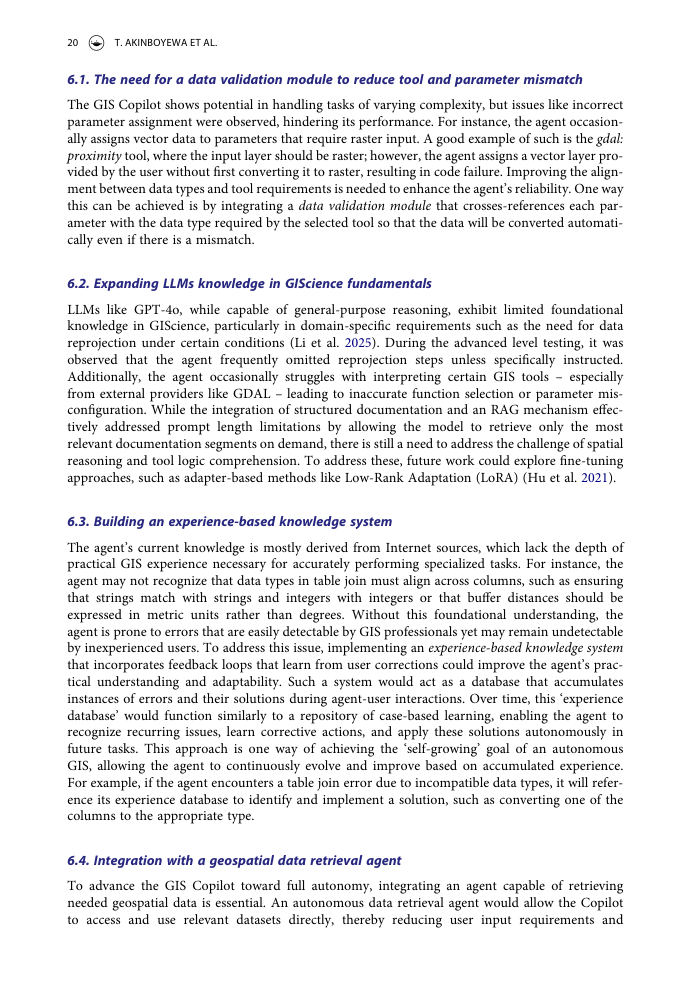 20 T. AKINBOYEWA ET AL.
6.1. The need for a data validation module to reduce tool and parameter mismatch
The GIS Copilot shows potential in handling tasks of varying complexity, but issues like incorrect
parameter assignment were observed, hindering its performance. For instance, the agent occasion-
ally assigns vector data to parameters that require raster input. A good example of such is the gdal:
proximity tool, where the input layer should be raster; however, the agent assigns a vector layer pro-
vided by the user without first converting it to raster, resulting in code failure. Improving the align-
ment between data types and tool requirements is needed to enhance the agent's reliability. One way
this can be achieved is by integrating a data validation module that crosses-references each par-
ameter with the data type required by the selected tool so that the data will be converted automati-
cally even if there is a mismatch.
6.2. Expanding LLMs knowledge in GIScience fundamentals
LLMs like GPT-4o, while capable of general-purpose reasoning, exhibit limited foundational
knowledge in GIScience, particularly in domain-specific requirements such as the need for data
reprojection under certain conditions (Li et al. 2025). During the advanced level testing, it was
observed that the agent frequently omitted reprojection steps unless specifically instructed.
Additionally, the agent occasionally struggles with interpreting certain GIS tools – especially
from external providers like GDAL – leading to inaccurate function selection or parameter mis-
configuration. While the integration of structured documentation and an RAG mechanism effec-
tively addressed prompt length limitations by allowing the model to retrieve only the most
relevant documentation segments on demand, there is still a need to address the challenge of spatial
reasoning and tool logic comprehension. To address these, future work could explore fine-tuning
approaches, such as adapter-based methods like Low-Rank Adaptation (LoRA) (Hu et al. 2021).
6.3. Building an experience-based knowledge system
The agent's current knowledge is mostly derived from Internet sources, which lack the depth of
practical GIS experience necessary for accurately performing specialized tasks. For instance, the
agent may not recognize that data types in table join must align across columns, such as ensuring
that strings match with strings and integers with integers or that buffer distances should be
expressed in metric units rather than degrees. Without this foundational understanding, the
agent is prone to errors that are easily detectable by GIS professionals yet may remain undetectable
by inexperienced users. To address this issue, implementing an experience-based knowledge system
that incorporates feedback loops that learn from user corrections could improve the agent's prac-
tical understanding and adaptability. Such a system would act as a database that accumulates
instances of errors and their solutions during agent-user interactions. Over time, this 'experience
database' would function similarly to a repository of case-based learning, enabling the agent to
recognize recurring issues, learn corrective actions, and apply these solutions autonomously in
future tasks. This approach is one way of achieving the 'self-growing' goal of an autonomous
GIS, allowing the agent to continuously evolve and improve based on accumulated experience.
For example, if the agent encounters a table join error due to incompatible data types, it will refer-
ence its experience database to identify and implement a solution, such as converting one of the
columns to the appropriate type.
6.4. Integration with a geospatial data retrieval agent
To advance the GIS Copilot toward full autonomy, integrating an agent capable of retrieving
needed geospatial data is essential. An autonomous data retrieval agent would allow the Copilot
to access and use relevant datasets directly, thereby reducing user input requirements and